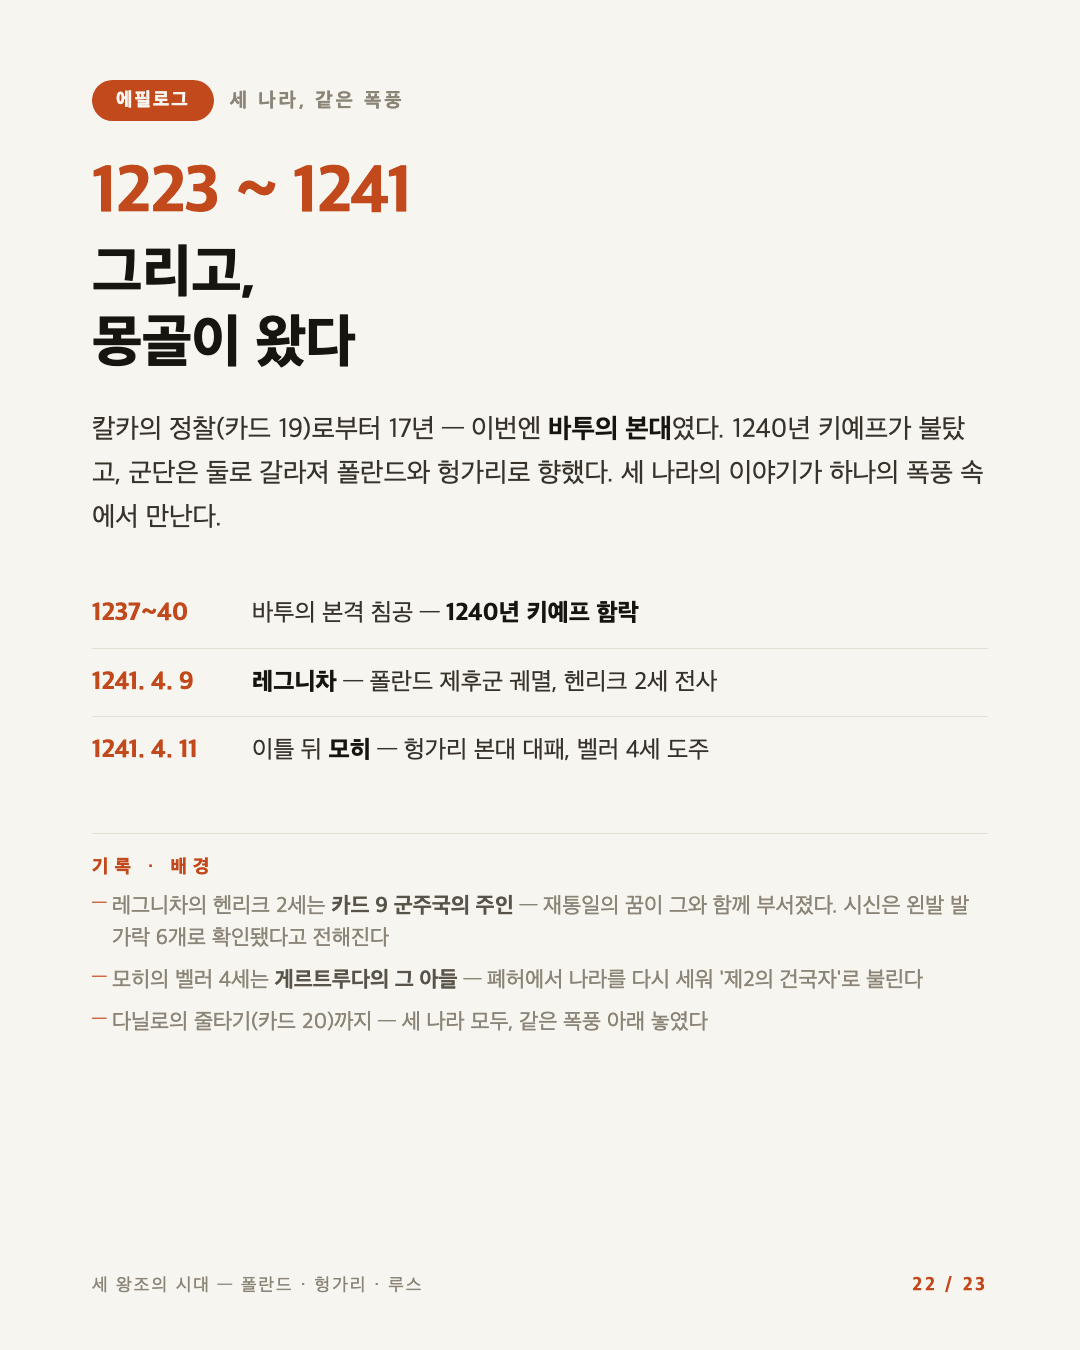 에필로그 세 나라, 같은 폭풍
1223 ~ 1241
그리고,
몽골이 왔다
칼카의 정찰(카드 19)로부터 17년 — 이번엔 바투의 본대였다. 1240년 키예프가 불탔
고, 군단은 둘로 갈라져 폴란드와 헝가리로 향했다. 세 나라의 이야기가 하나의 폭풍 속
에서 만난다.
1237~40 바투의 본격 침공 — 1240년 키예프 함락
1241. 4. 9 레그니차 — 폴란드 제후군 궤멸, 헨리크 2세 전사
1241. 4. 11 이틀 뒤 모히 — 헝가리 본대 대패, 벨러 4세 도주
기록 · 배경
— 레그니차의 헨리크 2세는 카드 9 군주국의 주인 — 재통일의 꿈이 그와 함께 부서졌다. 시신은 왼발 발
가락 6개로 확인됐다고 전해진다
— 모히의 벨러 4세는 게르트루다의 그 아들 — 폐허에서 나라를 다시 세워 '제2의 건국자'로 불린다
— 다닐로의 줄타기(카드 20)까지 — 세 나라 모두, 같은 폭풍 아래 놓였다
세 왕조의 시대 — 폴란드 · 헝가리 · 루스 22 / 23